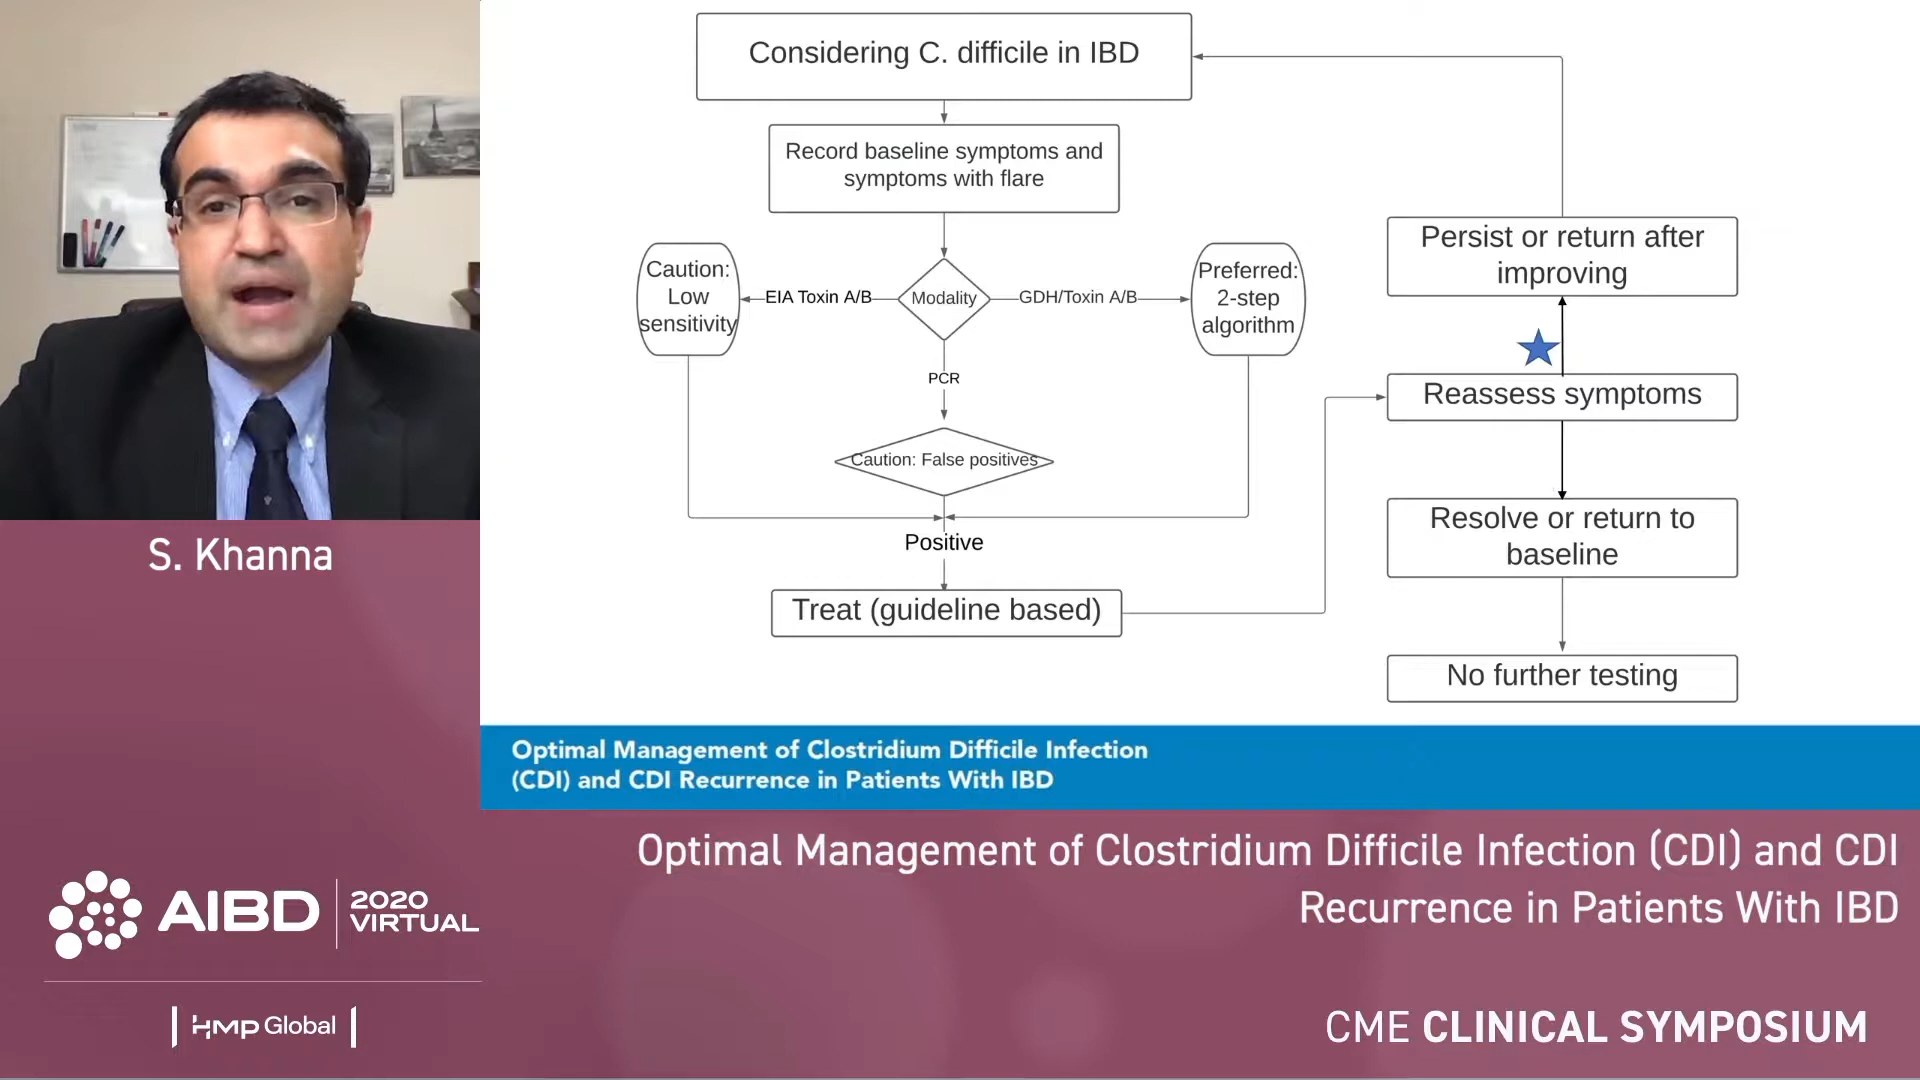 Considering C. difficile in IBD
Record baseline symptoms and
symptoms with flare
Caution:
Low
sensitivity
EIA Toxin A/B
Modality
GDH/Toxin A/B
Preferred:
2-step
algorithm
PCR
Caution: False positives
Positive
Treat (guideline based)
Persist or return after
improving
Reassess symptoms
Resolve or return to
baseline
No further testing
S. Khanna
Optimal Management of Clostridium Difficile Infection
(CDI) and CDI Recurrence in Patients With IBD
Optimal Management of Clostridium Difficile Infection (CDI) and CDI
Recurrence in Patients With IBD
AIBD
2020
VIRTUAL
HMP Global
CME CLINICAL SYMPOSIUM